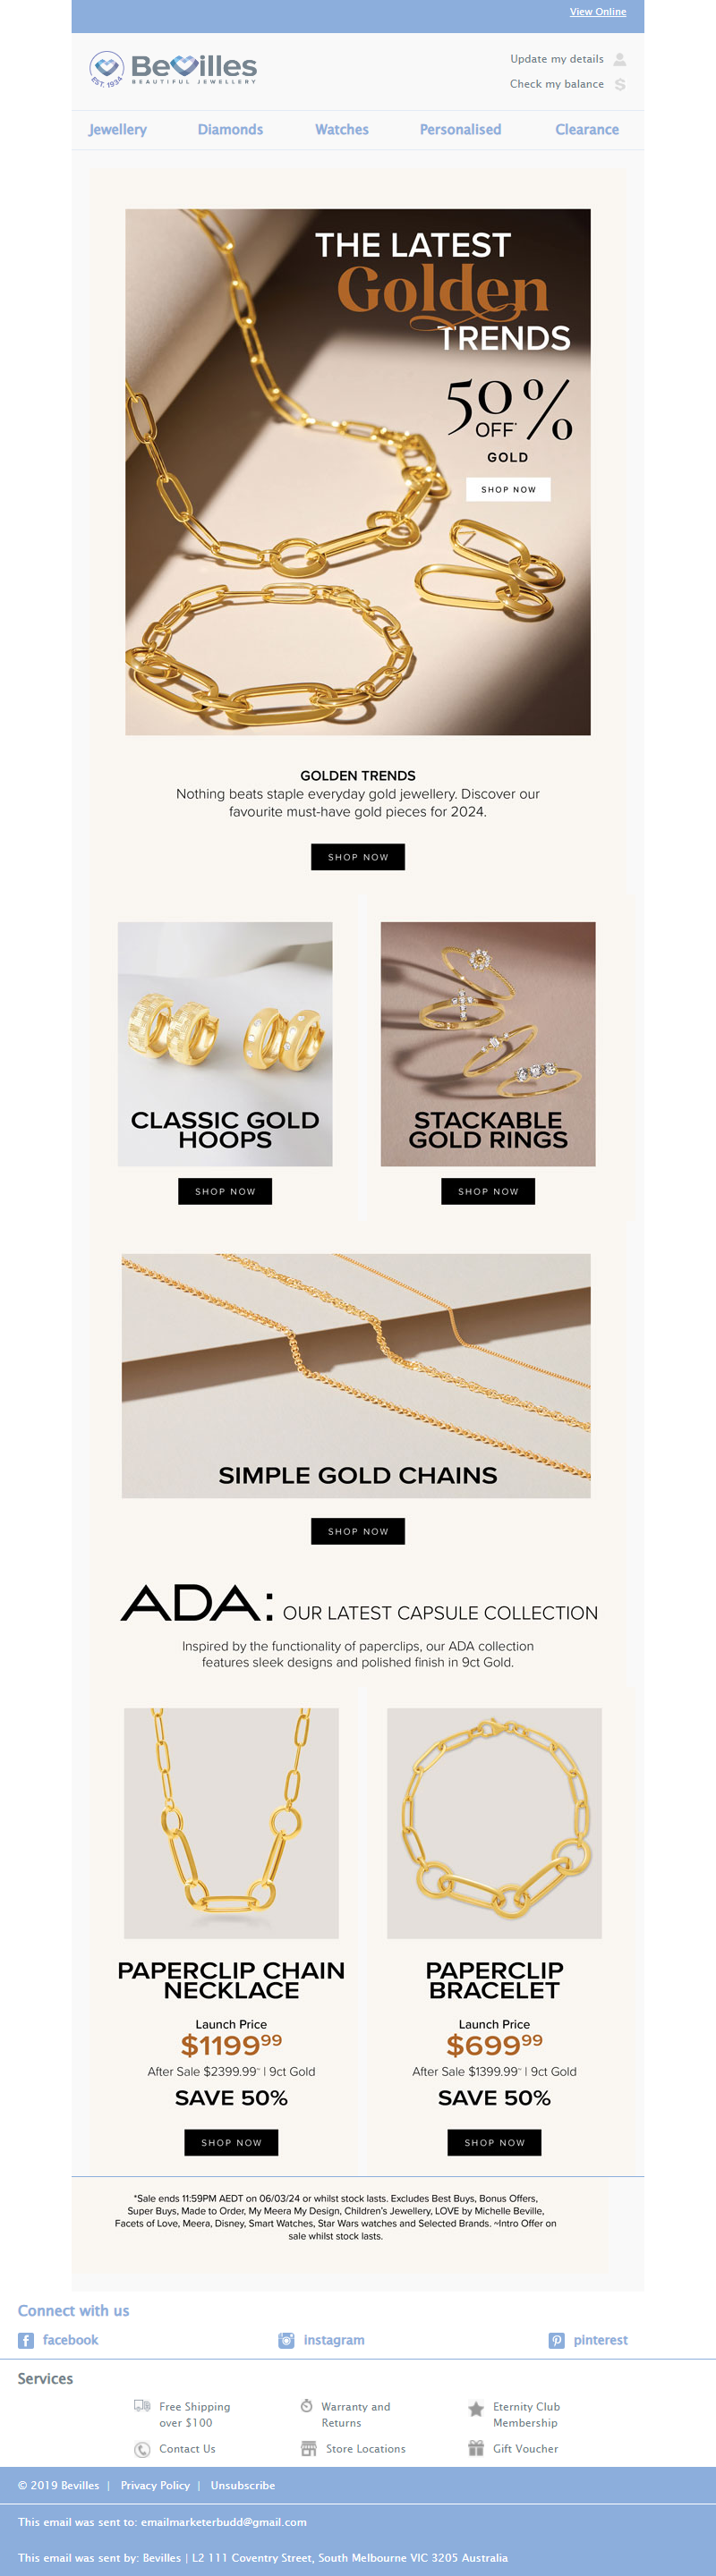 View Online
BeVilles
BEAUTIFUL JEWELLERY
EST. 1934
Update my details
Check my balance
Jewellery Diamonds Watches Personalised Clearance
THE LATEST
Golden
TRENDS
50%
OFF*
GOLD
SHOP NOW
GOLDEN TRENDS
Nothing beats staple everyday gold jewellery. Discover our
favourite must-have gold pieces for 2024.
SHOP NOW
CLASSIC GOLD
HOOPS
SHOP NOW
STACKABLE
GOLD RINGS
SHOP NOW
SIMPLE GOLD CHAINS
SHOP NOW
ADA: OUR LATEST CAPSULE COLLECTION
Inspired by the functionality of paperclips, our ADA collection
features sleek designs and polished finish in 9ct Gold.
PAPERCLIP CHAIN
NECKLACE
Launch Price
$1199.99
After Sale $2399.99~ | 9ct Gold
SAVE 50%
SHOP NOW
PAPERCLIP
BRACELET
Launch Price
$699.99
After Sale $1399.99~ | 9ct Gold
SAVE 50%
SHOP NOW
*Sale ends 11:59PM AEDT on 06/03/24 or whilst stock lasts. Excludes Best Buys, Bonus Offers,
Super Buys, Made to Order, My Meera My Design, Children's Jewellery, LOVE by Michelle Beville,
Facets of Love, Meera, Disney, Smart Watches, Star Wars watches and Selected Brands. ~Intro Offer on
sale whilst stock lasts.
Connect with us
facebook instagram pinterest
Services
Free Shipping
over $100
Warranty and
Returns
Eternity Club
Membership
Contact Us
Store Locations
Gift Voucher
© 2019 Bevilles | Privacy Policy | Unsubscribe
This email was sent to: emailmarketerbudd@gmail.com
This email was sent by: Bevilles | L2 111 Coventry Street, South Melbourne VIC 3205 Australia